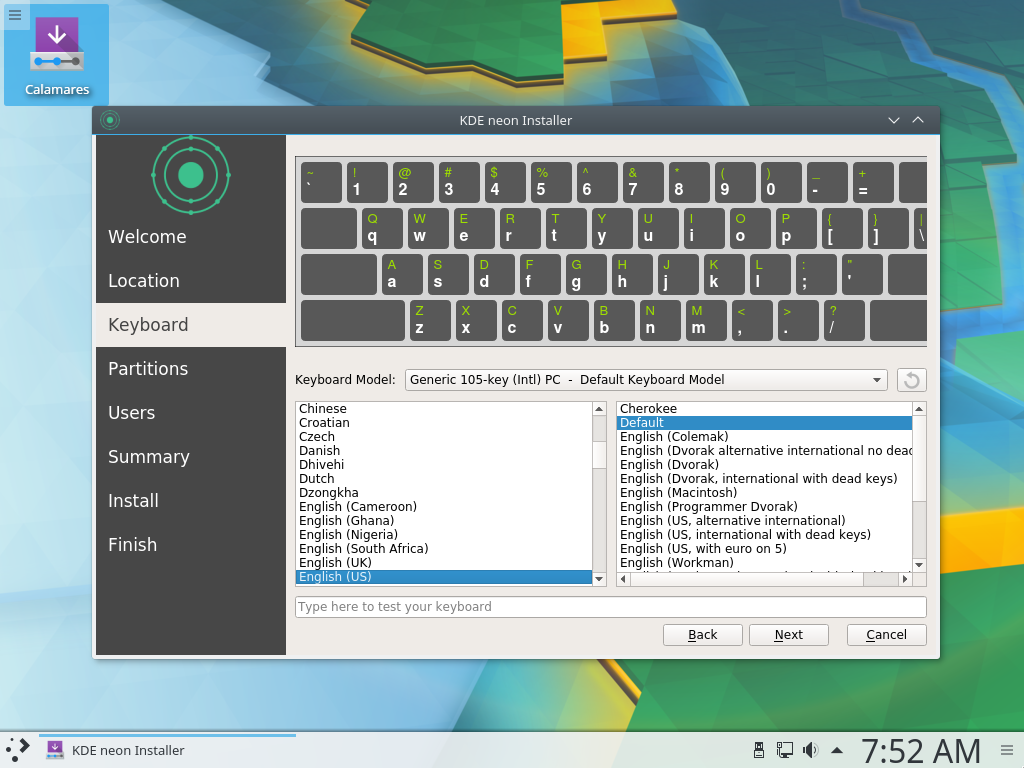 Calamares
KDE neon Installer
Welcome
Location
Keyboard
Partitions
Users
Summary
Install
Finish
~ ! @ # $ % ^ & * ( ) _ +
` 1 2 3 4 5 6 7 8 9 0 - =
Q W E R T Y U I O P { } |
q w e r t y u i o p [ ] \
A S D F G H J K L : "
a s d f g h j k l ; '
Z X C V B N M < > ?
z x c v b n m , . /
Keyboard Model: Generic 105-key (Intl) PC - Default Keyboard Model
Chinese
Croatian
Czech
Danish
Dhivehi
Dutch
Dzongkha
English (Cameroon)
English (Ghana)
English (Nigeria)
English (South Africa)
English (UK)
English (US)
Cherokee
Default
English (Colemak)
English (Dvorak alternative international no dead
English (Dvorak)
English (Dvorak, international with dead keys)
English (Macintosh)
English (Programmer Dvorak)
English (US, alternative international)
English (US, international with dead keys)
English (US, with euro on 5)
English (Workman)
Type here to test your keyboard
Back Next Cancel
KDE neon Installer
7:52 AM